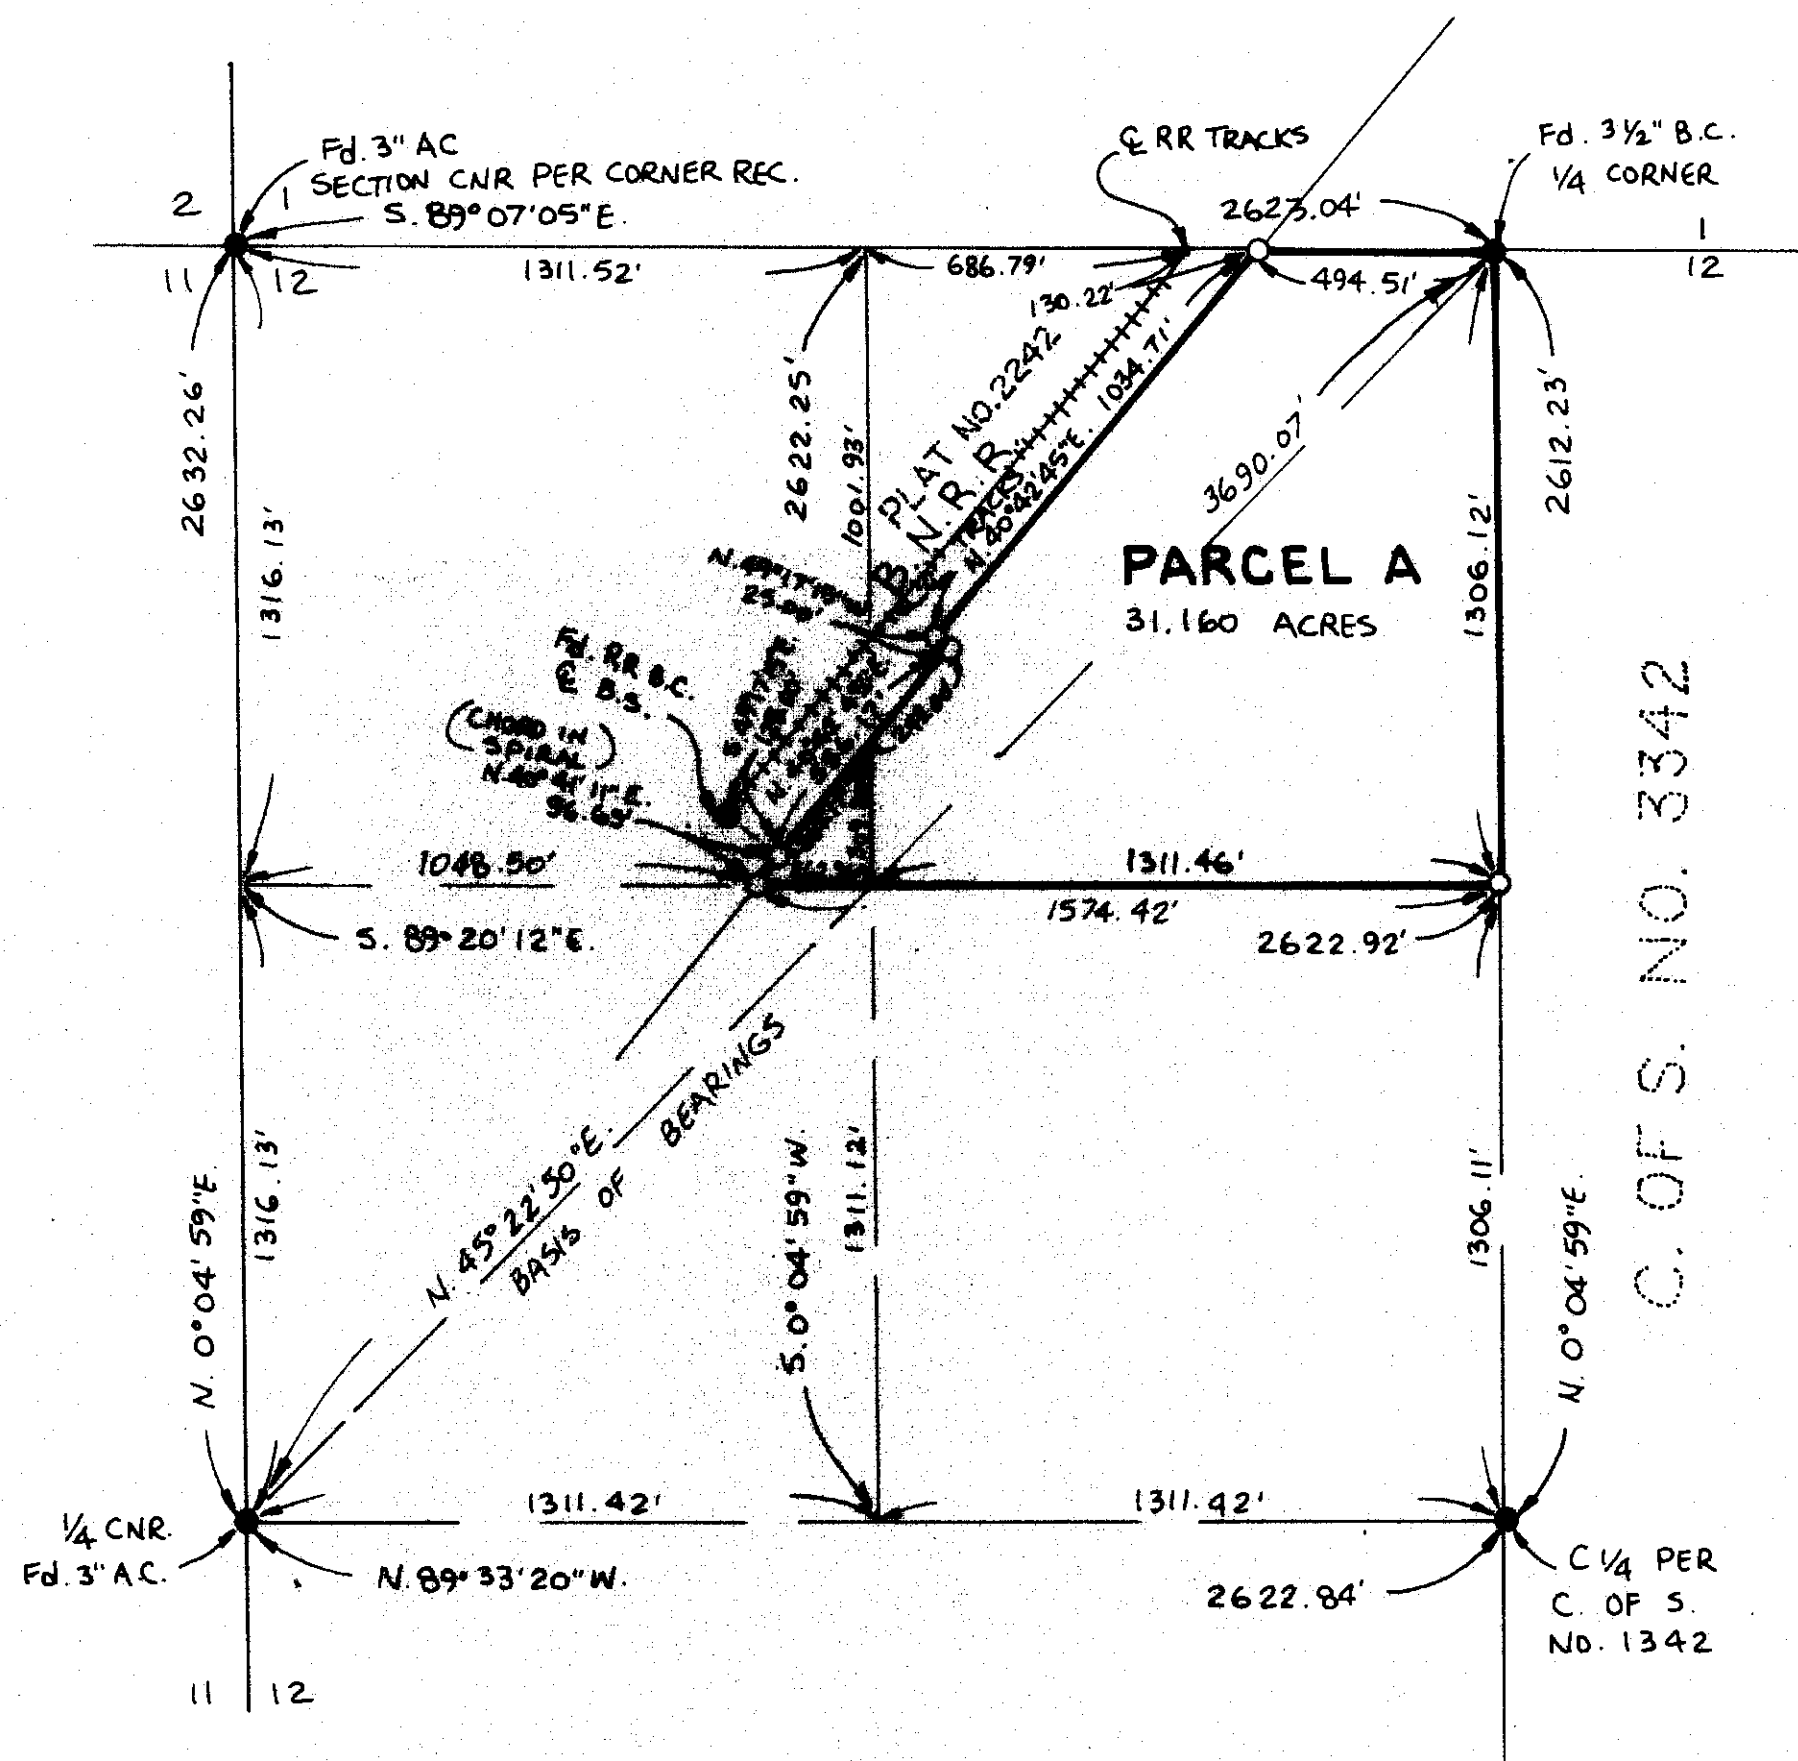 Fd. 3" AC
SECTION CNR PER CORNER REC.
S. 89° 07' 05" E.
2
1
11
12
℄ RR TRACKS
2623.04'
Fd. 3 1/2" B.C.
1/4 CORNER
1
12
1311.52'
686.79'
130.22'
494.51'
2632.26'
1316.13'
2622.25'
1001.93'
PLAT NO. 2242
B. N. R. R.
TRACKS
N. 40° 42' 45" E. 1034.71'
3690.07'
2612.23'
1306.12'
PARCEL A
31.160 ACRES
25.00'
Fd. RR B.C.
B.S.
(CHORD IN
SPIRAL)
96.69'
1048.50'
1311.46'
1574.42'
S. 89° 20' 12" E.
2622.92'
C. OF S. NO. 3342
N. 0° 04' 59" E.
1316.13'
N. 45° 22' 50" E.
BASIS OF BEARINGS
S. 0° 04' 59" W.
1311.12'
1306.11'
N. 0° 04' 59" E.
1311.42'
1311.42'
1/4 CNR.
Fd. 3" A.C.
N. 89° 33' 20" W.
2622.84'
C 1/4 PER
C. OF S.
NO. 1342
11
12